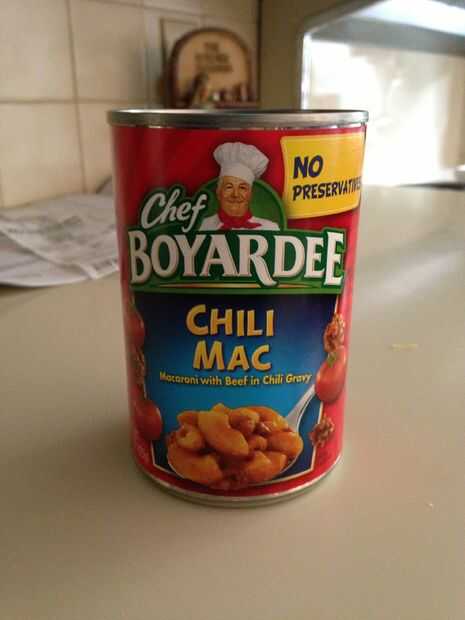 NO
PRESERVATIVES
Chef
BOYARDEE
CHILI
MAC
Macaroni with Beef in Chili Gravy